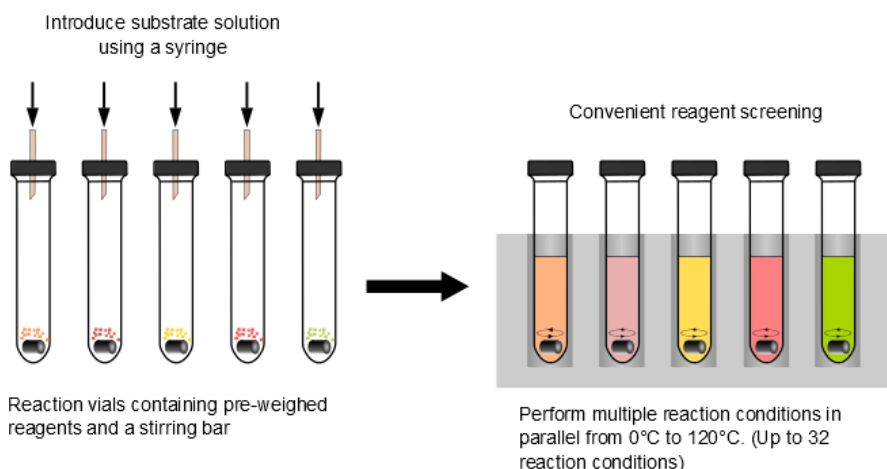 Introduce substrate solution
using a syringe
Convenient reagent screening
Reaction vials containing pre-weighed
reagents and a stirring bar
Perform multiple reaction conditions in
parallel from 0°C to 120°C. (Up to 32
reaction conditions)